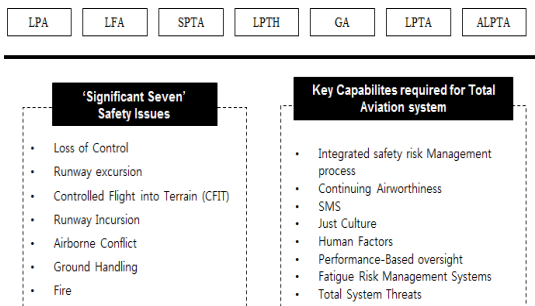 LPA LFA SPTA LPTH GA LPTA ALPTA
‘Significant Seven’
Safety Issues
• Loss of Control
• Runway excursion
• Controlled Flight into Terrain (CFIT)
• Runway Incursion
• Airborne Conflict
• Ground Handling
• Fire
Key Capabilites required for Total
Aviation system
• Integrated safety risk Management
process
• Continuing Airworthiness
• SMS
• Just Culture
• Human Factors
• Performance-Based oversight
• Fatigue Risk Management Systems
• Total System Threats